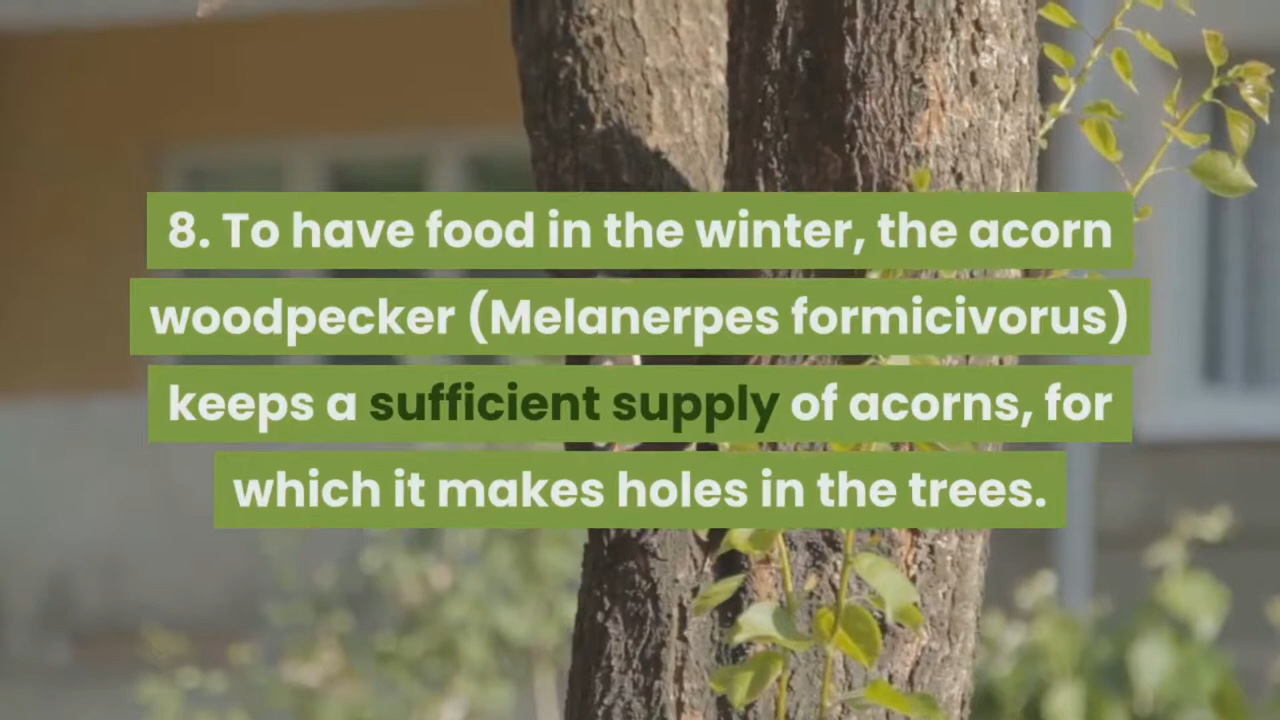 8. To have food in the winter, the acorn
woodpecker (Melanerpes formicivorus)
keeps a sufficient supply of acorns, for
which it makes holes in the trees.